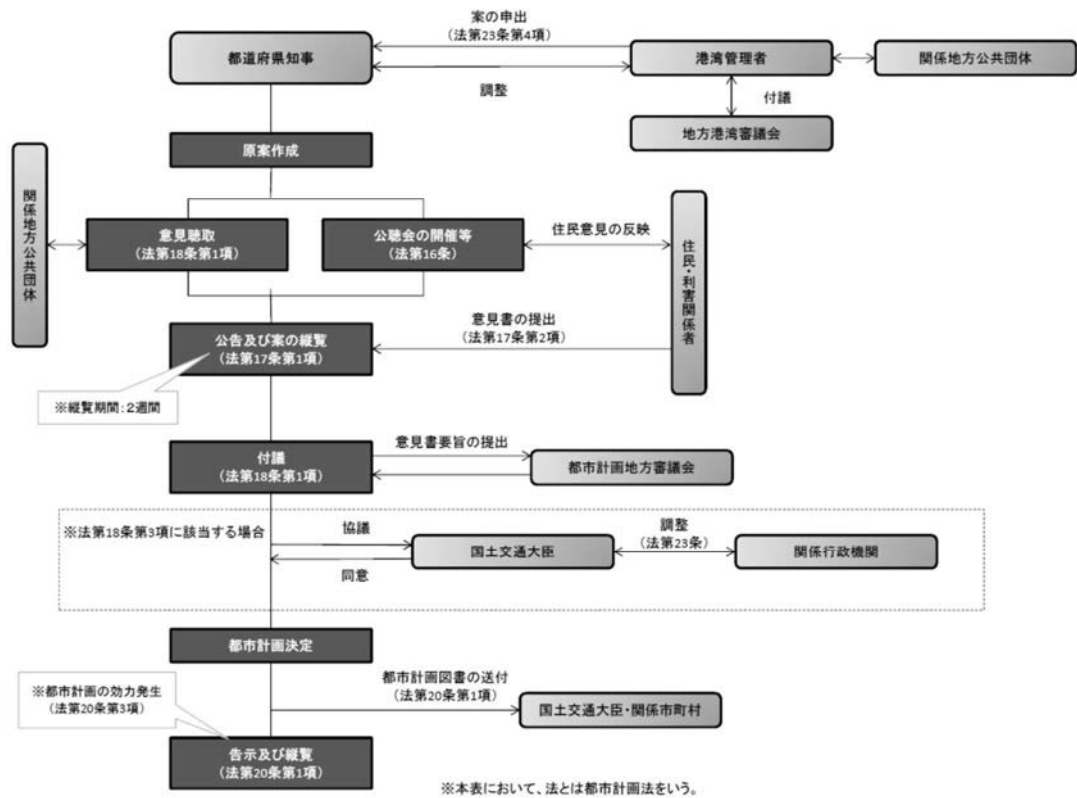 案の申出
(法第23条第4項)
都道府県知事
港湾管理者
関係地方公共団体
調整
付議
地方港湾審議会
原案作成
関係地方公共団体
意見聴取
(法第18条第1項)
公聴会の開催等
(法第16条)
住民意見の反映
住民・利害関係者
公告及び案の縦覧
(法第17条第1項)
意見書の提出
(法第17条第2項)
※縦覧期間:2週間
付議
(法第18条第1項)
意見書要旨の提出
都市計画地方審議会
※法第18条第3項に該当する場合
協議
国土交通大臣
調整
(法第23条)
関係行政機関
同意
都市計画決定
※都市計画の効力発生
(法第20条第3項)
都市計画図書の送付
(法第20条第1項)
国土交通大臣・関係市町村
告示及び縦覧
(法第20条第1項)
※本表において、法とは都市計画法をいう。